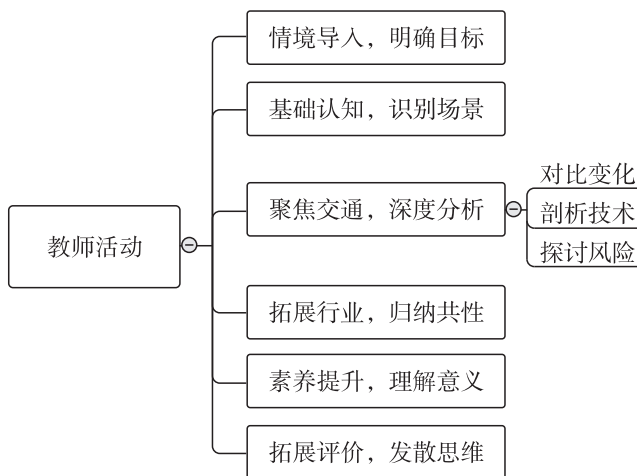 教师活动
情境导入，明确目标
基础认知，识别场景
聚焦交通，深度分析
对比变化
剖析技术
探讨风险
拓展行业，归纳共性
素养提升，理解意义
拓展评价，发散思维